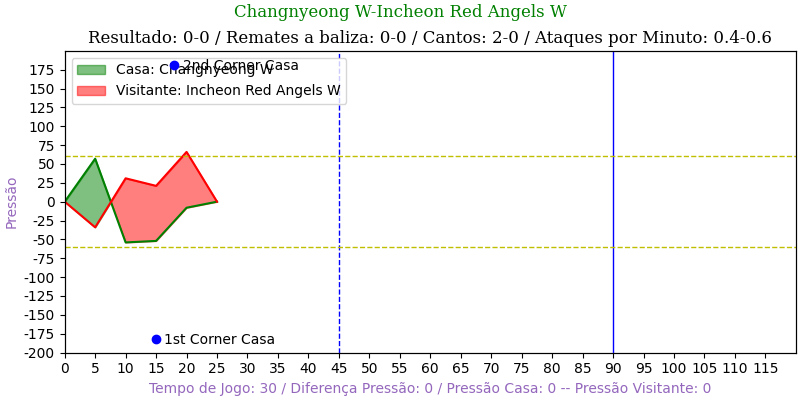 Changnyeong W-Incheon Red Angels W
Resultado: 0-0 / Remates a baliza: 0-0 / Cantos: 2-0 / Ataques por Minuto: 0.4-0.6
2nd Corner Casa
Casa: Changnyeong W
Visitante: Incheon Red Angels W
175
150
125
100
75
50
25
0
-25
-50
-75
-100
-125
-150
-175
-200
Pressão
1st Corner Casa
0 5 10 15 20 25 30 35 40 45 50 55 60 65 70 75 80 85 90 95 100 105 110 115
Tempo de Jogo: 30 / Diferença Pressão: 0 / Pressão Casa: 0 -- Pressão Visitante: 0